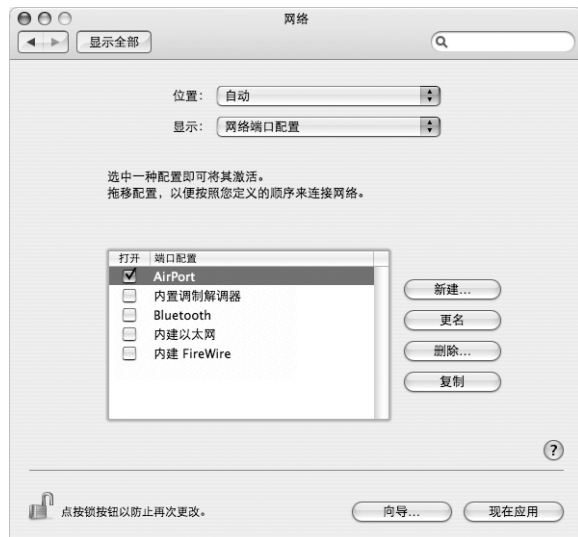 网络
显示全部
位置： 自动
显示： 网络端口配置
选中一种配置即可将其激活。
拖移配置，以便按照您定义的顺序来连接网络。
打开 端口配置
AirPort
内置调制解调器
Bluetooth
内建以太网
内建 FireWire
新建...
更名
删除...
复制
?
点按锁按钮以防止再次更改。
向导...
现在应用